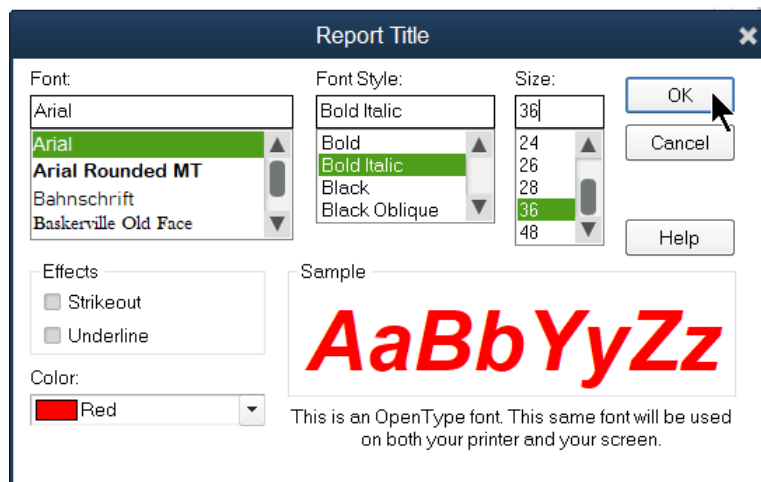 Report Title
Font:
Font Style:
Size:
Arial
Bold Italic
36
OK
Arial
Arial Rounded MT
Bahnschrift
Baskerville Old Face
Bold
Bold Italic
Black
Black Oblique
24
26
28
36
48
Cancel
Help
Effects
Strikeout
Underline
Color:
Red
Sample
AaBbYyZz
This is an OpenType font. This same font will be used
on both your printer and your screen.